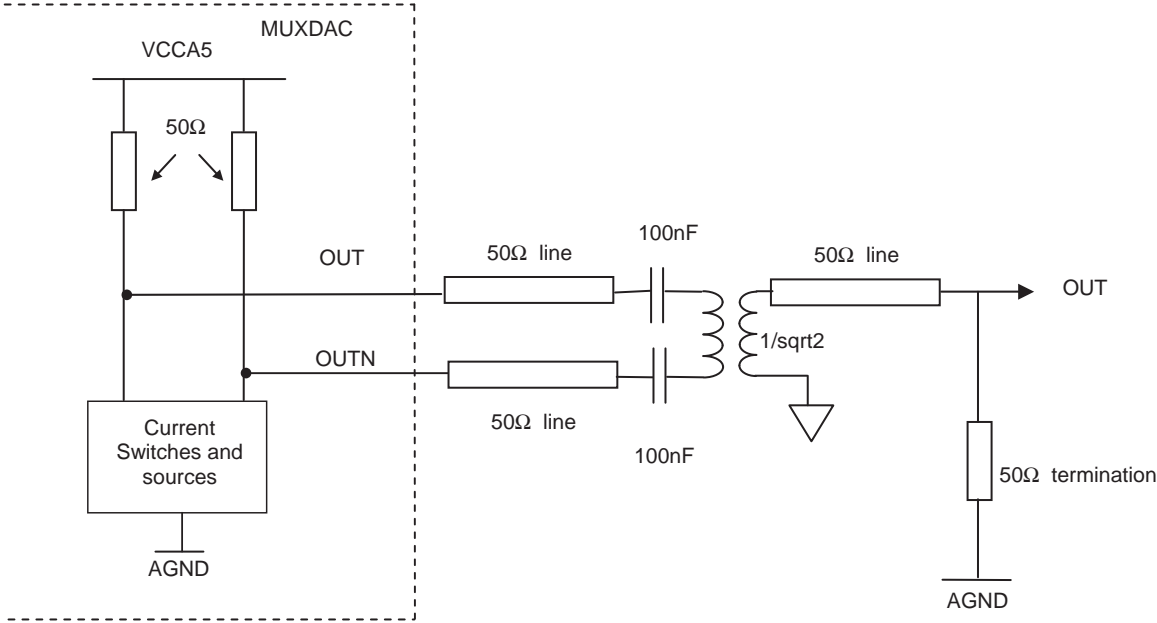 MUXDAC
VCCA5
50Ω
100nF
OUT
50Ω line
50Ω line
OUT
1/sqrt2
OUTN
50Ω line
100nF
Current
Switches and
sources
50Ω termination
AGND
AGND